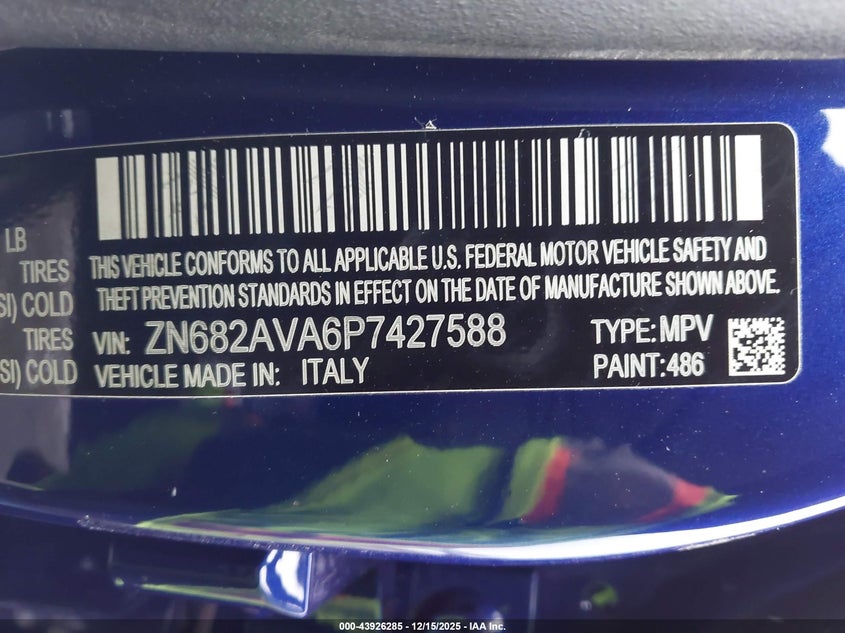 LB
TIRES
SI) COLD
TIRES
SI) COLD
THIS VEHICLE CONFORMS TO ALL APPLICABLE U.S. FEDERAL MOTOR VEHICLE SAFETY AND
THEFT PREVENTION STANDARDS IN EFFECT ON THE DATE OF MANUFACTURE SHOWN ABOVE.
VIN: ZN682AVA6P7427588 TYPE: MPV
VEHICLE MADE IN: ITALY PAINT: 486
000-43926285 - 12/15/2025 - IAA Inc.